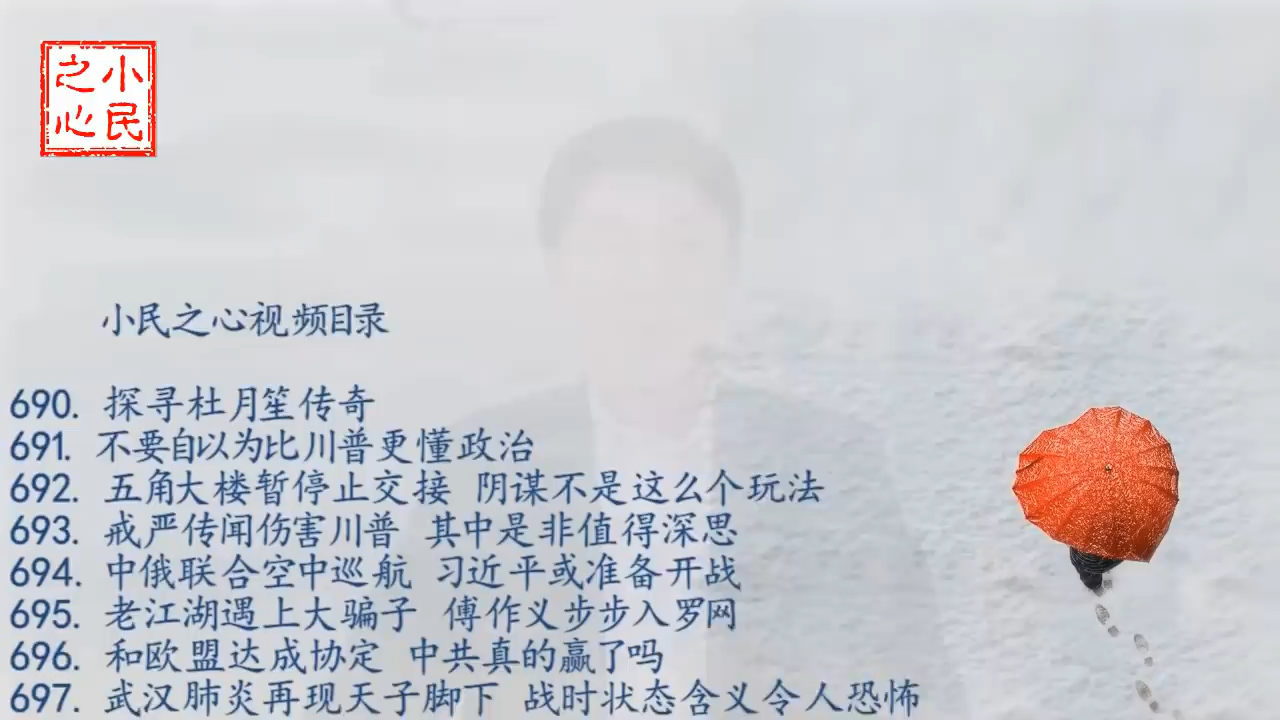 小民之心
小民之心视频目录
690. 探寻杜月笙传奇
691. 不要自以为比川普更懂政治
692. 五角大楼暂停止交接 阴谋不是这么个玩法
693. 戒严传闻伤害川普 其中是非值得深思
694. 中俄联合空中巡航 习近平或准备开战
695. 老江湖遇上大骗子 傅作义步步入罗网
696. 和欧盟达成协定 中共真的赢了吗
697. 武汉肺炎再现天子脚下 战时状态含义令人恐怖